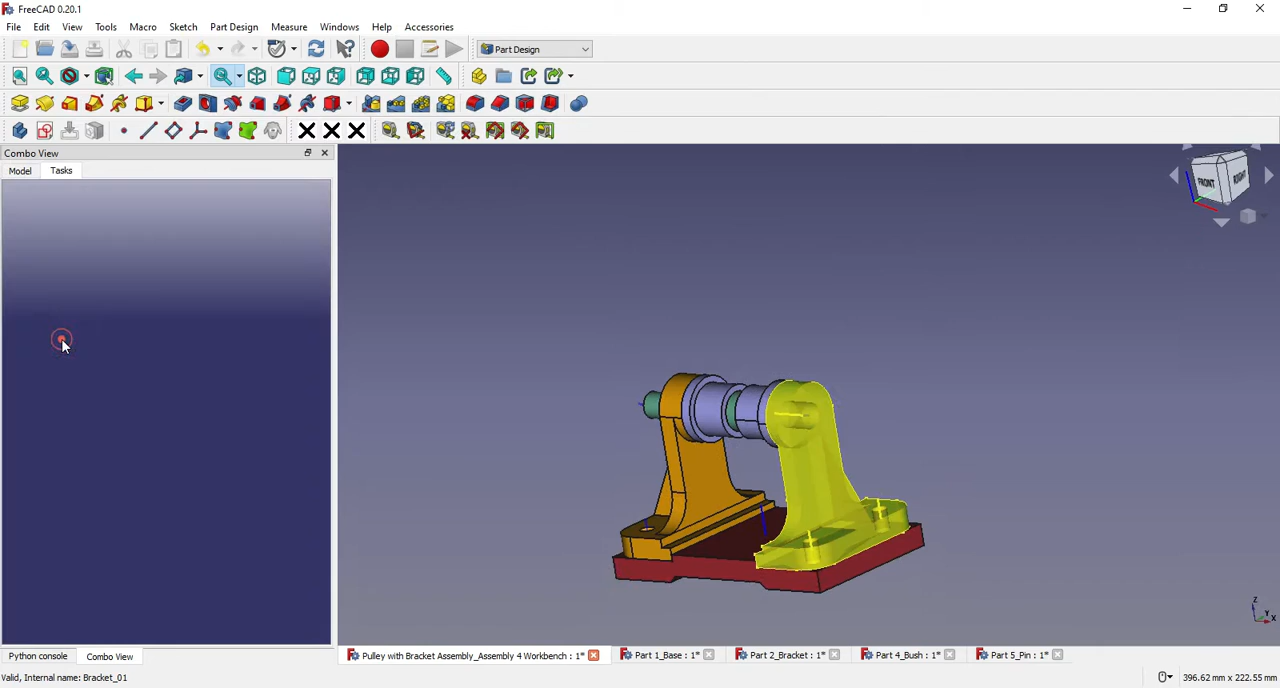 FreeCAD 0.20.1
File Edit View Tools Macro Sketch Part Design Measure Windows Help Accessories
Part Design
Combo View
Model Tasks
FRONT RIGHT
Z
Y
X
Pulley with Bracket Assembly_Assembly 4 Workbench : 1* Part 1_Base : 1* Part 2_Bracket : 1* Part 4_Bush : 1* Part 5_Pin : 1*
Python console Combo View
Valid, Internal name: Bracket_01 396.62 mm x 222.55 mm